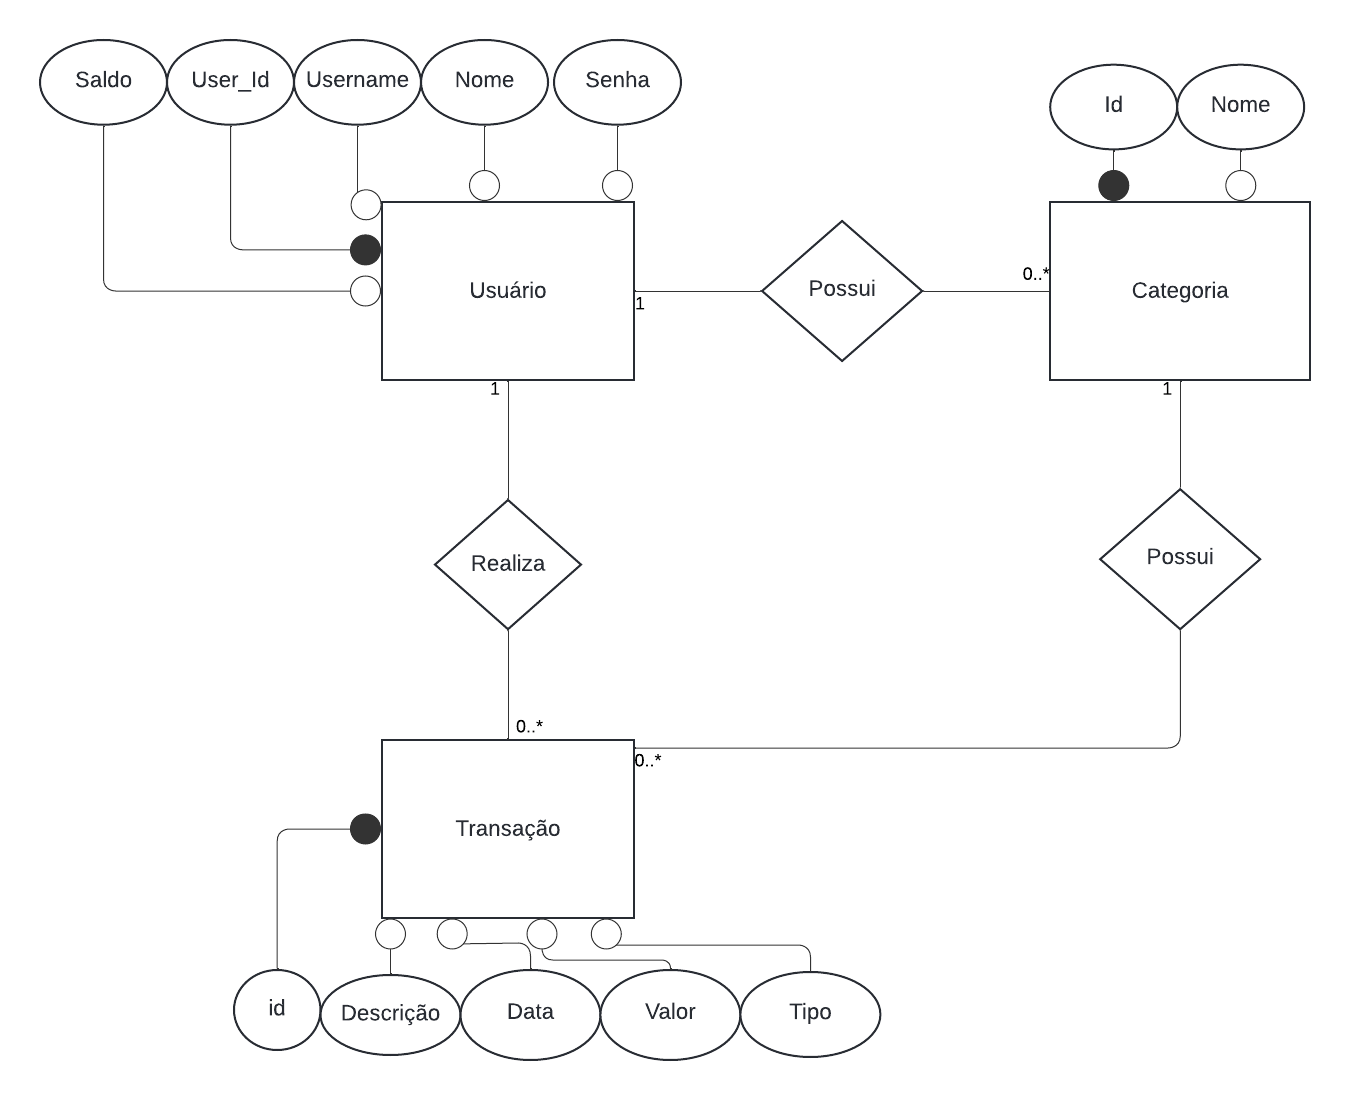 Saldo
User_Id
Username
Nome
Senha
Id
Nome
Usuário
Possui
Categoria
0..*
1
1
1
Realiza
Possui
0..*
0..*
Transação
id
Descrição
Data
Valor
Tipo